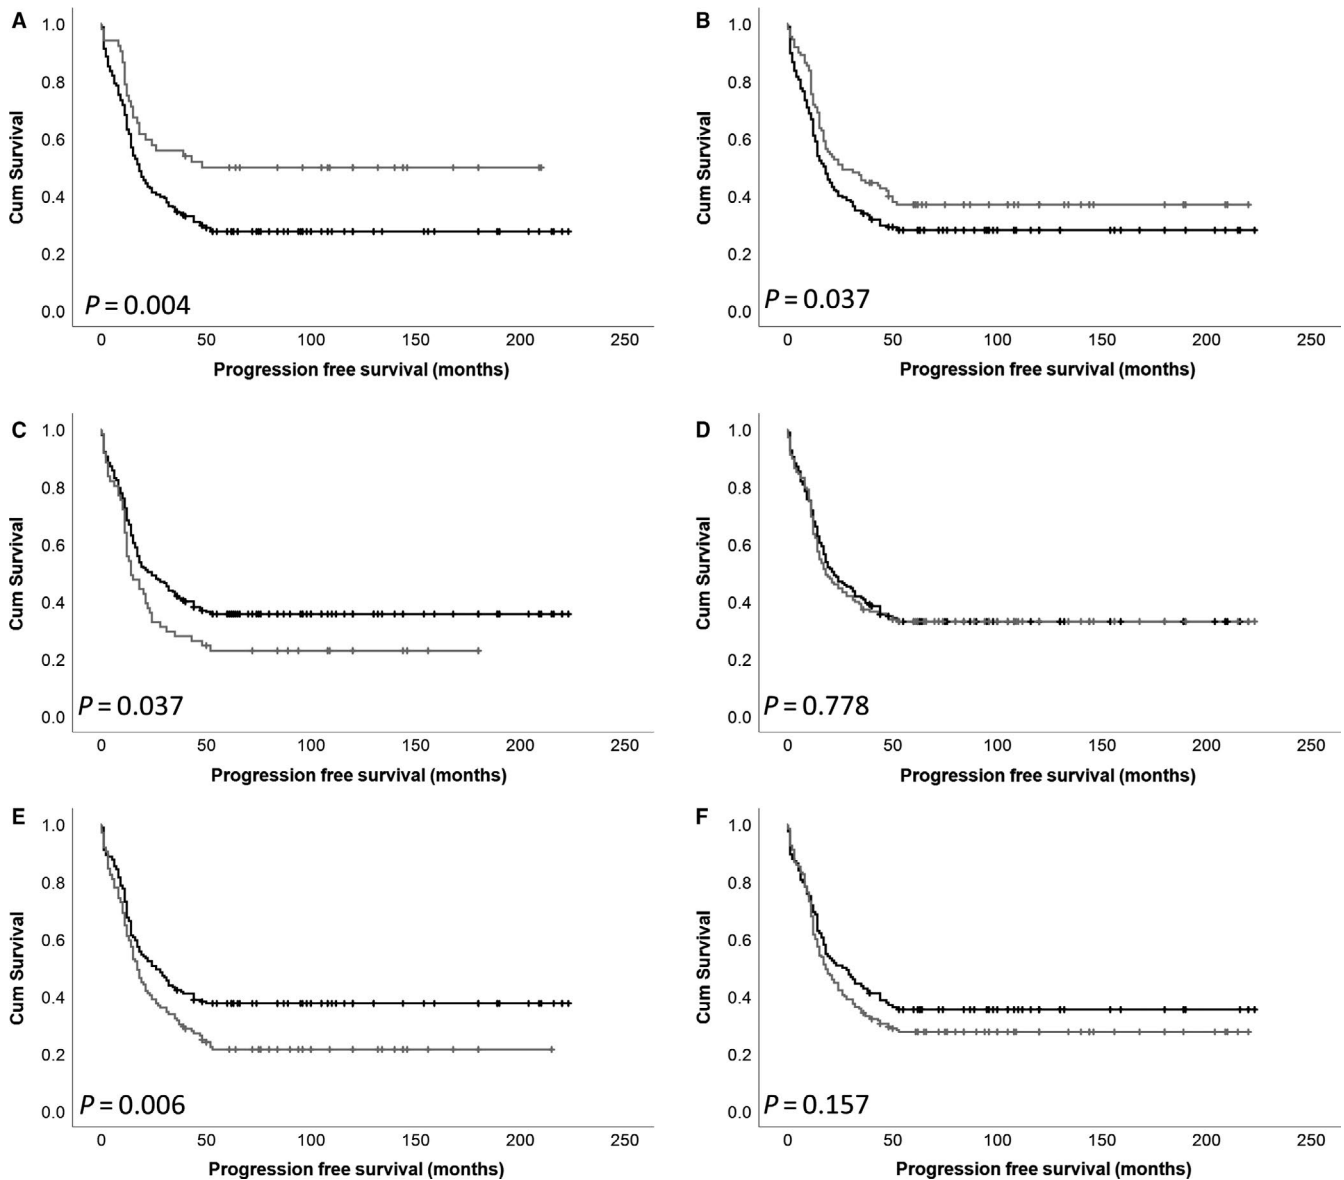 A
1.0
0.8
0.6
0.4
0.2
0.0
Cum Survival
P = 0.004
0 50 100 150 200 250
Progression free survival (months)
B
1.0
0.8
0.6
0.4
0.2
0.0
Cum Survival
P = 0.037
0 50 100 150 200 250
Progression free survival (months)
C
1.0
0.8
0.6
0.4
0.2
0.0
Cum Survival
P = 0.037
0 50 100 150 200 250
Progression free survival (months)
D
1.0
0.8
0.6
0.4
0.2
0.0
Cum Survival
P = 0.778
0 50 100 150 200 250
Progression free survival (months)
E
1.0
0.8
0.6
0.4
0.2
0.0
Cum Survival
P = 0.006
0 50 100 150 200 250
Progression free survival (months)
F
1.0
0.8
0.6
0.4
0.2
0.0
Cum Survival
P = 0.157
0 50 100 150 200 250
Progression free survival (months)